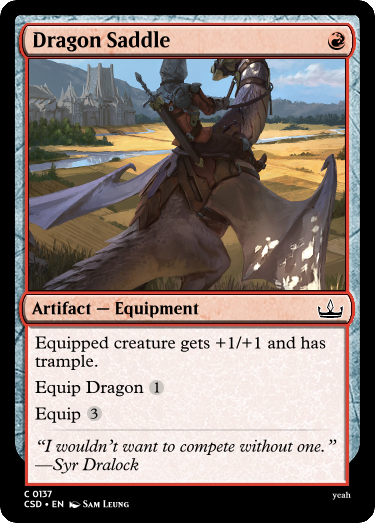 Dragon Saddle
Artifact — Equipment
Equipped creature gets +1/+1 and has
trample.
Equip Dragon 1
Equip 3
“I wouldn’t want to compete without one.”
—Syr Dralock
C 0137
CSD • EN Sam Leung
yeah